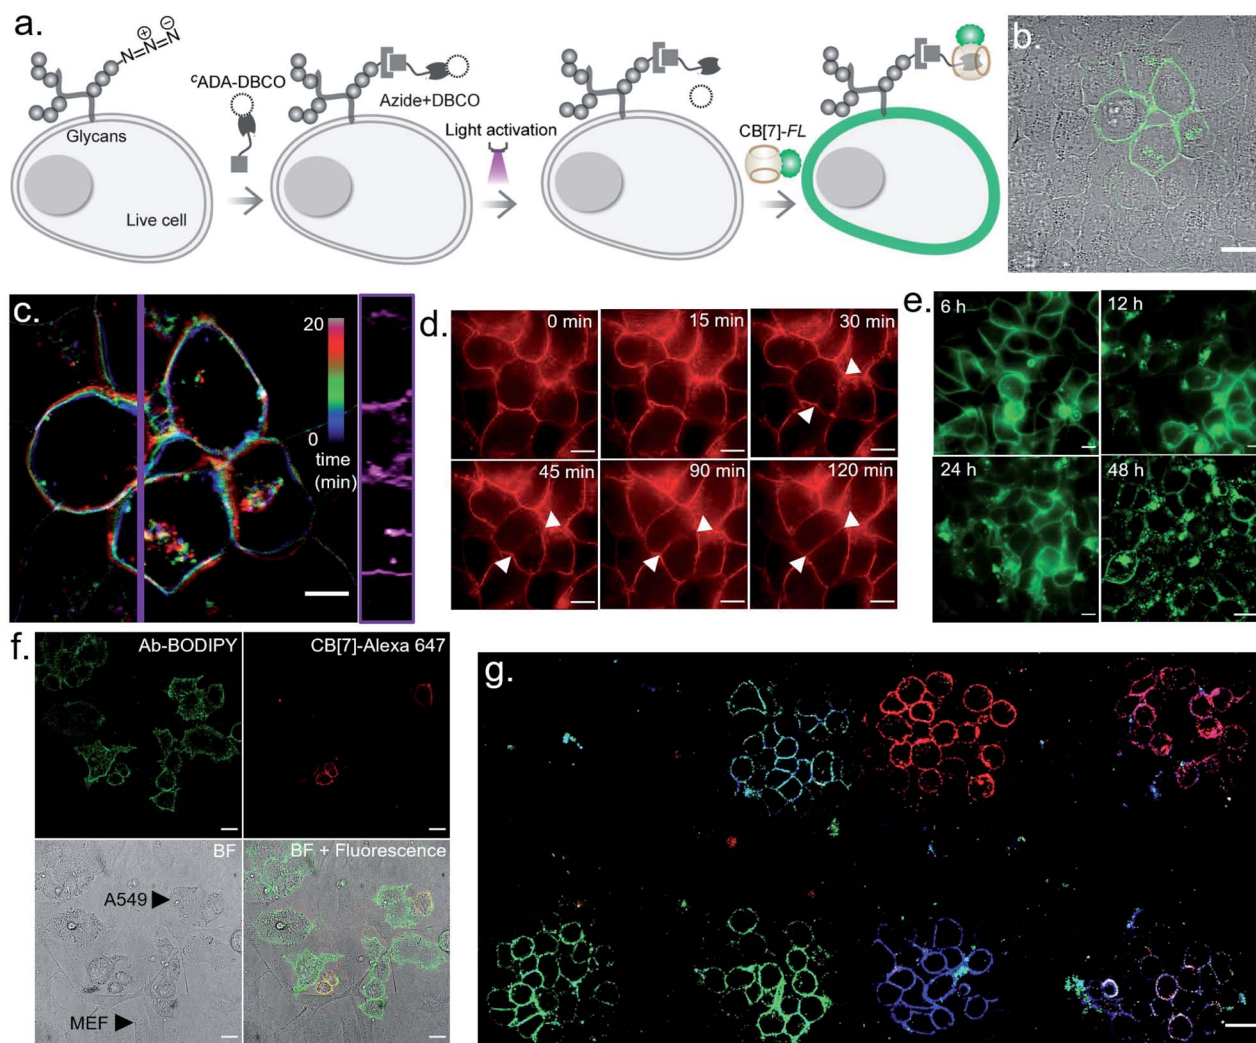 a.
N N N
+ −
ᶜADA-DBCO
Glycans
Live cell
Azide+DBCO
Light activation
CB[7]-FL
b.
c.
20
0
time
(min)
d.
0 min
15 min
30 min
45 min
90 min
120 min
e.
6 h
12 h
24 h
48 h
f.
Ab-BODIPY
CB[7]-Alexa 647
BF
BF + Fluorescence
A549
MEF
g.